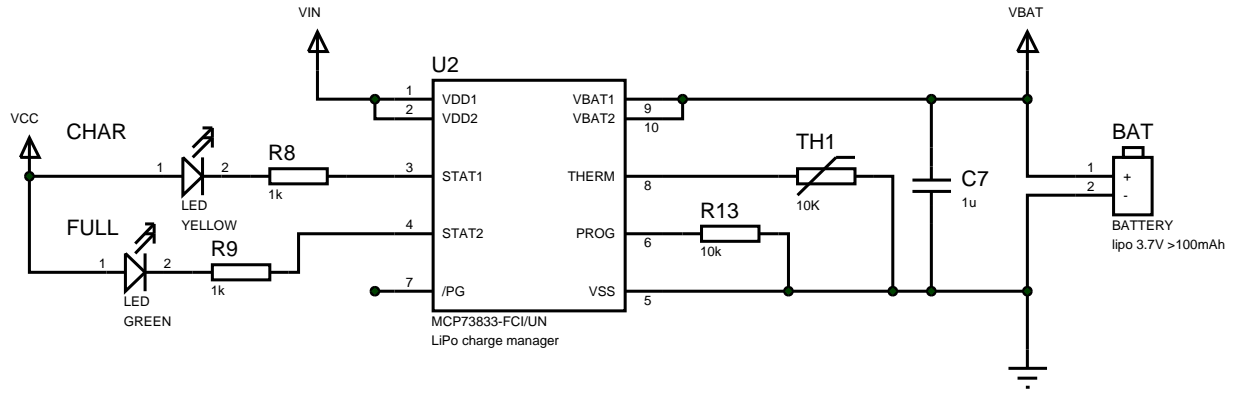 VIN
VBAT
U2
1 VDD1 VBAT1 9
2 VDD2 VBAT2 10
VCC
CHAR
TH1
BAT
1 2 R8 3 STAT1 THERM 8
10K
C7
1u
1 +
2 -
1k
LED
YELLOW
FULL
R13
BATTERY
lipo 3.7V >100mAh
4 STAT2 PROG 6
10k
1 2 R9
1k
LED
GREEN
7 /PG VSS 5
MCP73833-FCI/UN
LiPo charge manager